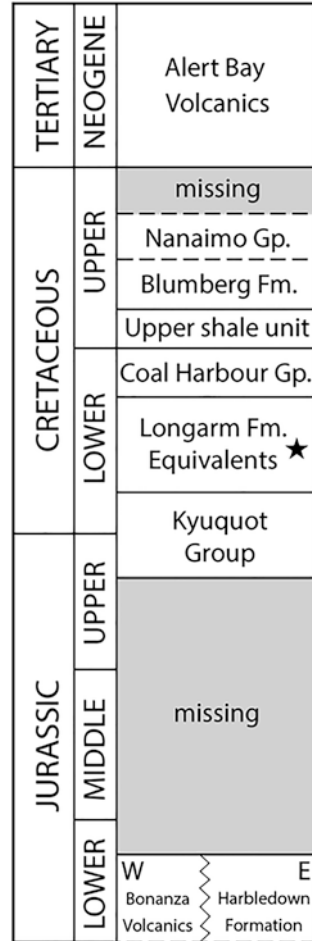 TERTIARY
NEOGENE
Alert Bay
Volcanics
CRETACEOUS
UPPER
missing
Nanaimo Gp.
Blumberg Fm.
Upper shale unit
LOWER
Coal Harbour Gp.
Longarm Fm.
Equivalents ★
Kyuquot
Group
JURASSIC
UPPER
MIDDLE
missing
LOWER
W E
Bonanza Harbledown
Volcanics Formation